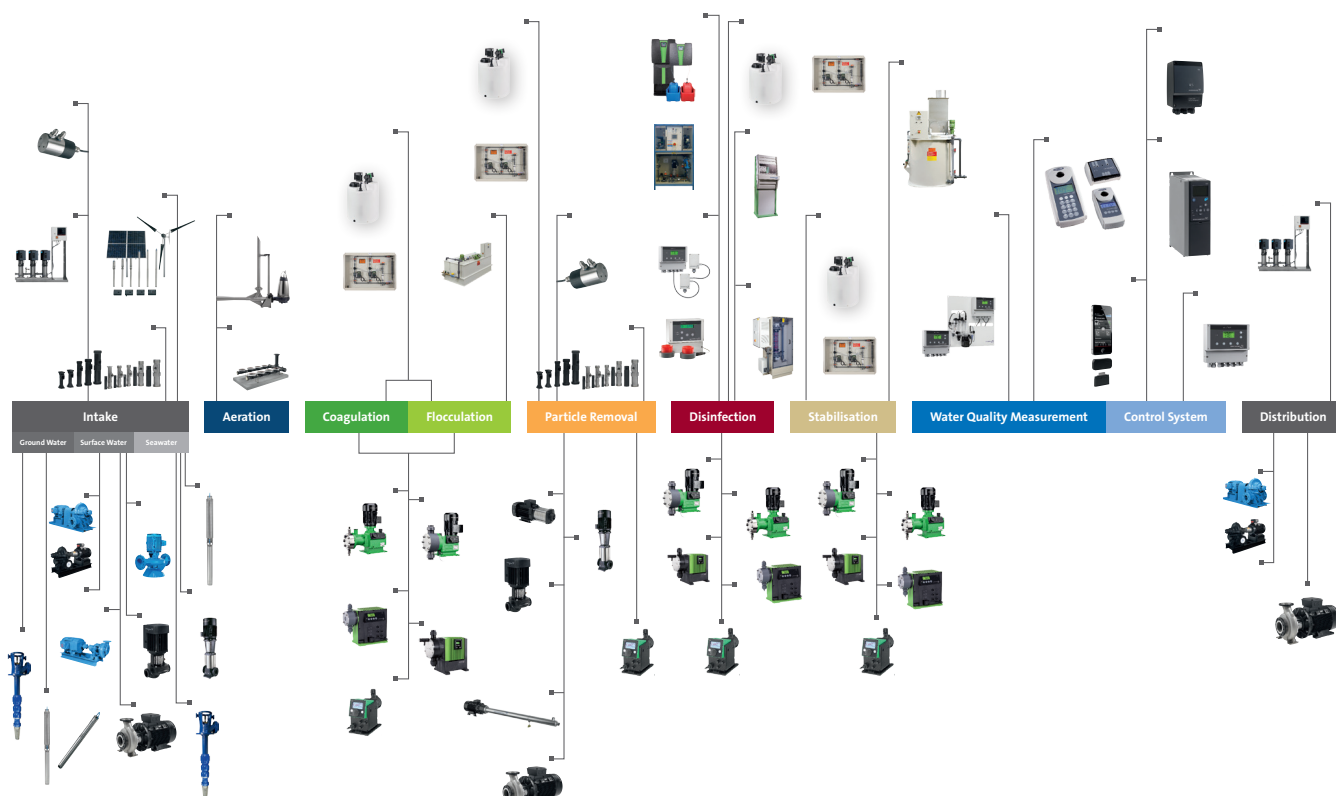 Intake
Aeration
Coagulation
Flocculation
Particle Removal
Disinfection
Stabilisation
Water Quality Measurement
Control System
Distribution
Ground Water
Surface Water
Seawater